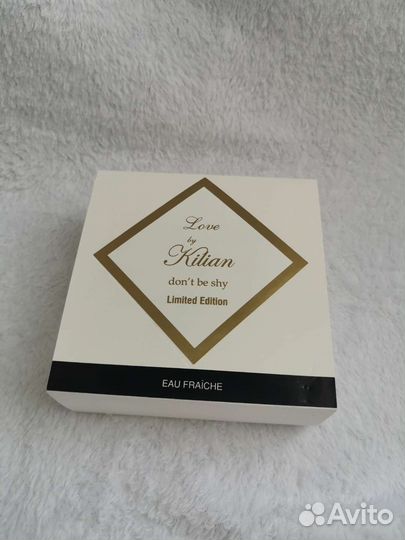 Love
by
Kilian
don't be shy
Limited Edition
EAU FRAîCHE
Avito